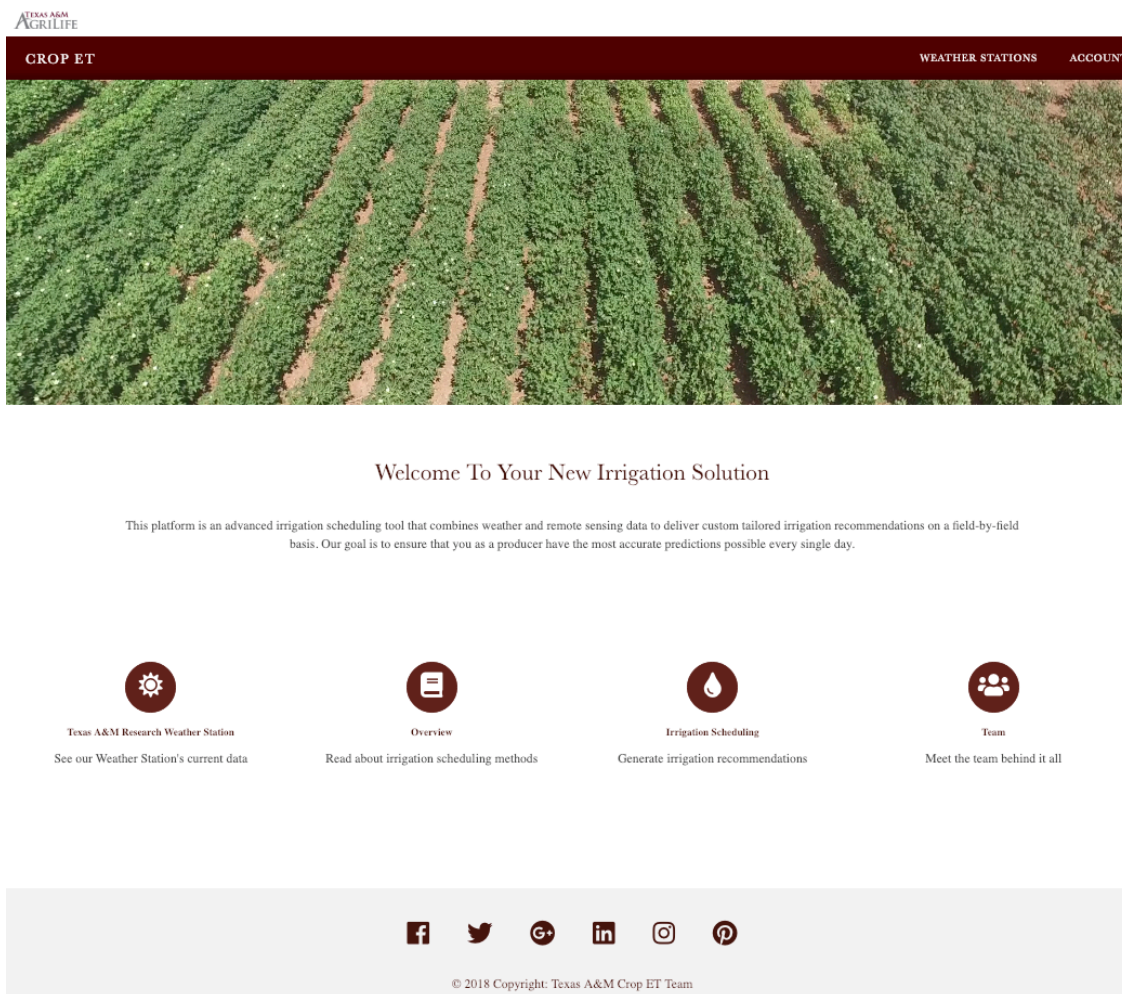 TEXAS A&M
AGRILIFE
CROP ET
WEATHER STATIONS
ACCOUNT
Welcome To Your New Irrigation Solution
This platform is an advanced irrigation scheduling tool that combines weather and remote sensing data to deliver custom tailored irrigation recommendations on a field-by-field
basis. Our goal is to ensure that you as a producer have the most accurate predictions possible every single day.
Texas A&M Research Weather Station
See our Weather Station's current data
Overview
Read about irrigation scheduling methods
Irrigation Scheduling
Generate irrigation recommendations
Team
Meet the team behind it all
f
G+
in
© 2018 Copyright: Texas A&M Crop ET Team